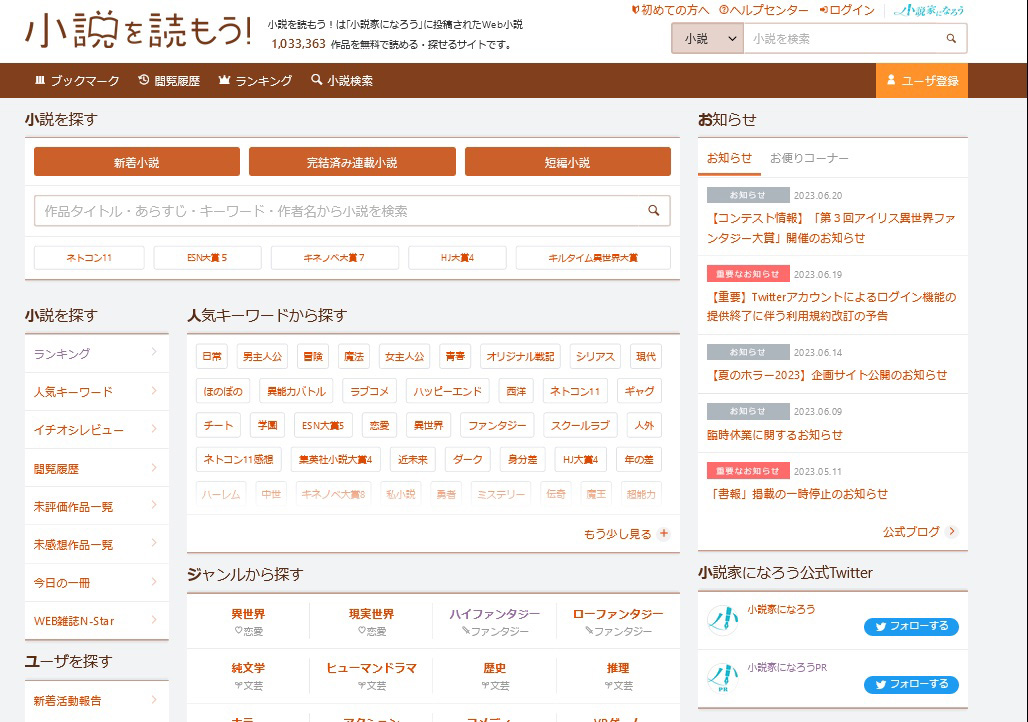 小説を読もう!
小説を読もう！は「小説家になろう」に投稿されたWeb小説
1,033,363 作品を無料で読める・探せるサイトです。
初めての方へ ヘルプセンター ログイン 小説家になろう
小説 小説を検索
ブックマーク 閲覧履歴 ランキング 小説検索 ユーザ登録
小説を探す
新着小説 完結済み連載小説 短編小説
作品タイトル・あらすじ・キーワード・作者名から小説を検索
ネトコン11 ESN大賞５ キネノベ大賞７ HJ大賞4 キルタイム異世界大賞
小説を探す
ランキング
人気キーワード
イチオシレビュー
閲覧履歴
未評価作品一覧
未感想作品一覧
今日の一冊
WEB雑誌N-Star
ユーザを探す
新着活動報告
人気キーワードから探す
日常 男主人公 冒険 魔法 女主人公 青春 オリジナル戦記 シリアス 現代
ほのぼの 異能力バトル ラブコメ ハッピーエンド 西洋 ネトコン11 ギャグ
チート 学園 ESN大賞5 恋愛 異世界 ファンタジー スクールラブ 人外
ネトコン11感想 集英社小説大賞4 近未来 ダーク 身分差 HJ大賞4 年の差
ハーレム 中世 キネノベ大賞8 私小説 勇者 ミステリー 伝奇 魔王 超能力
もう少し見る
ジャンルから探す
異世界 現実世界 ハイファンタジー ローファンタジー
恋愛 恋愛 ファンタジー ファンタジー
純文学 ヒューマンドラマ 歴史 推理
文芸 文芸 文芸 文芸
ホラー アクション コメディー VRゲーム
お知らせ
お知らせ お便りコーナー
お知らせ 2023.06.20
【コンテスト情報】「第３回アイリス異世界ファ
ンタジー大賞」開催のお知らせ
重要なお知らせ 2023.06.19
【重要】Twitterアカウントによるログイン機能の
提供終了に伴う利用規約改訂の予告
お知らせ 2023.06.14
【夏のホラー2023】企画サイト公開のお知らせ
お知らせ 2023.06.09
臨時休業に関するお知らせ
重要なお知らせ 2023.05.11
「書報」掲載の一時停止のお知らせ
公式ブログ
小説家になろう公式Twitter
小説家になろう
フォローする
小説家になろうPR
PR
フォローする